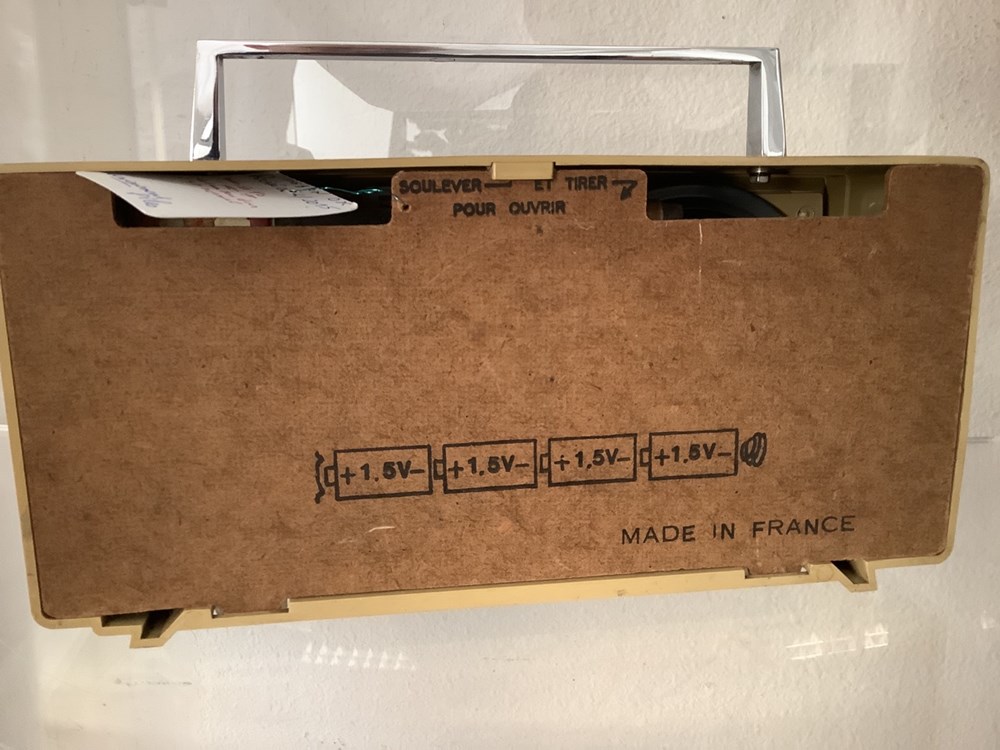 SOULEVER — ET TIRER
POUR OUVRIR
+1.5V– +1.5V– +1,5V– +1.5V–
MADE IN FRANCE